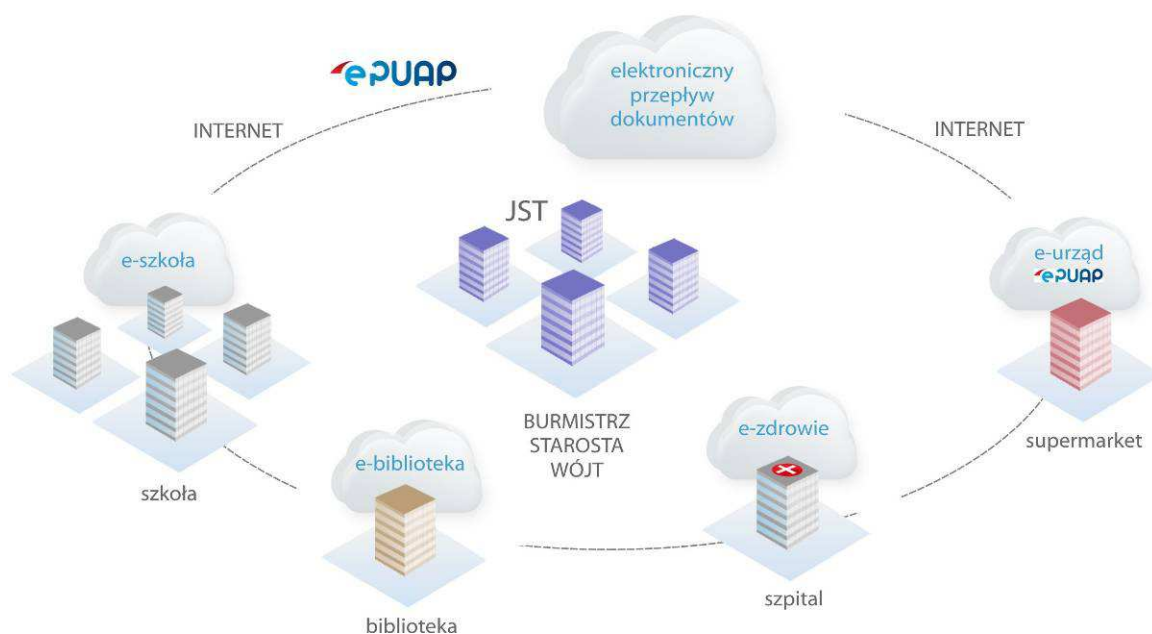 ePUAP
elektroniczny
przepływ
dokumentów
INTERNET
INTERNET
JST
e-szkoła
e-urząd
ePUAP
BURMISTRZ
STAROSTA
WÓJT
e-biblioteka
e-zdrowie
supermarket
szkoła
szpital
biblioteka